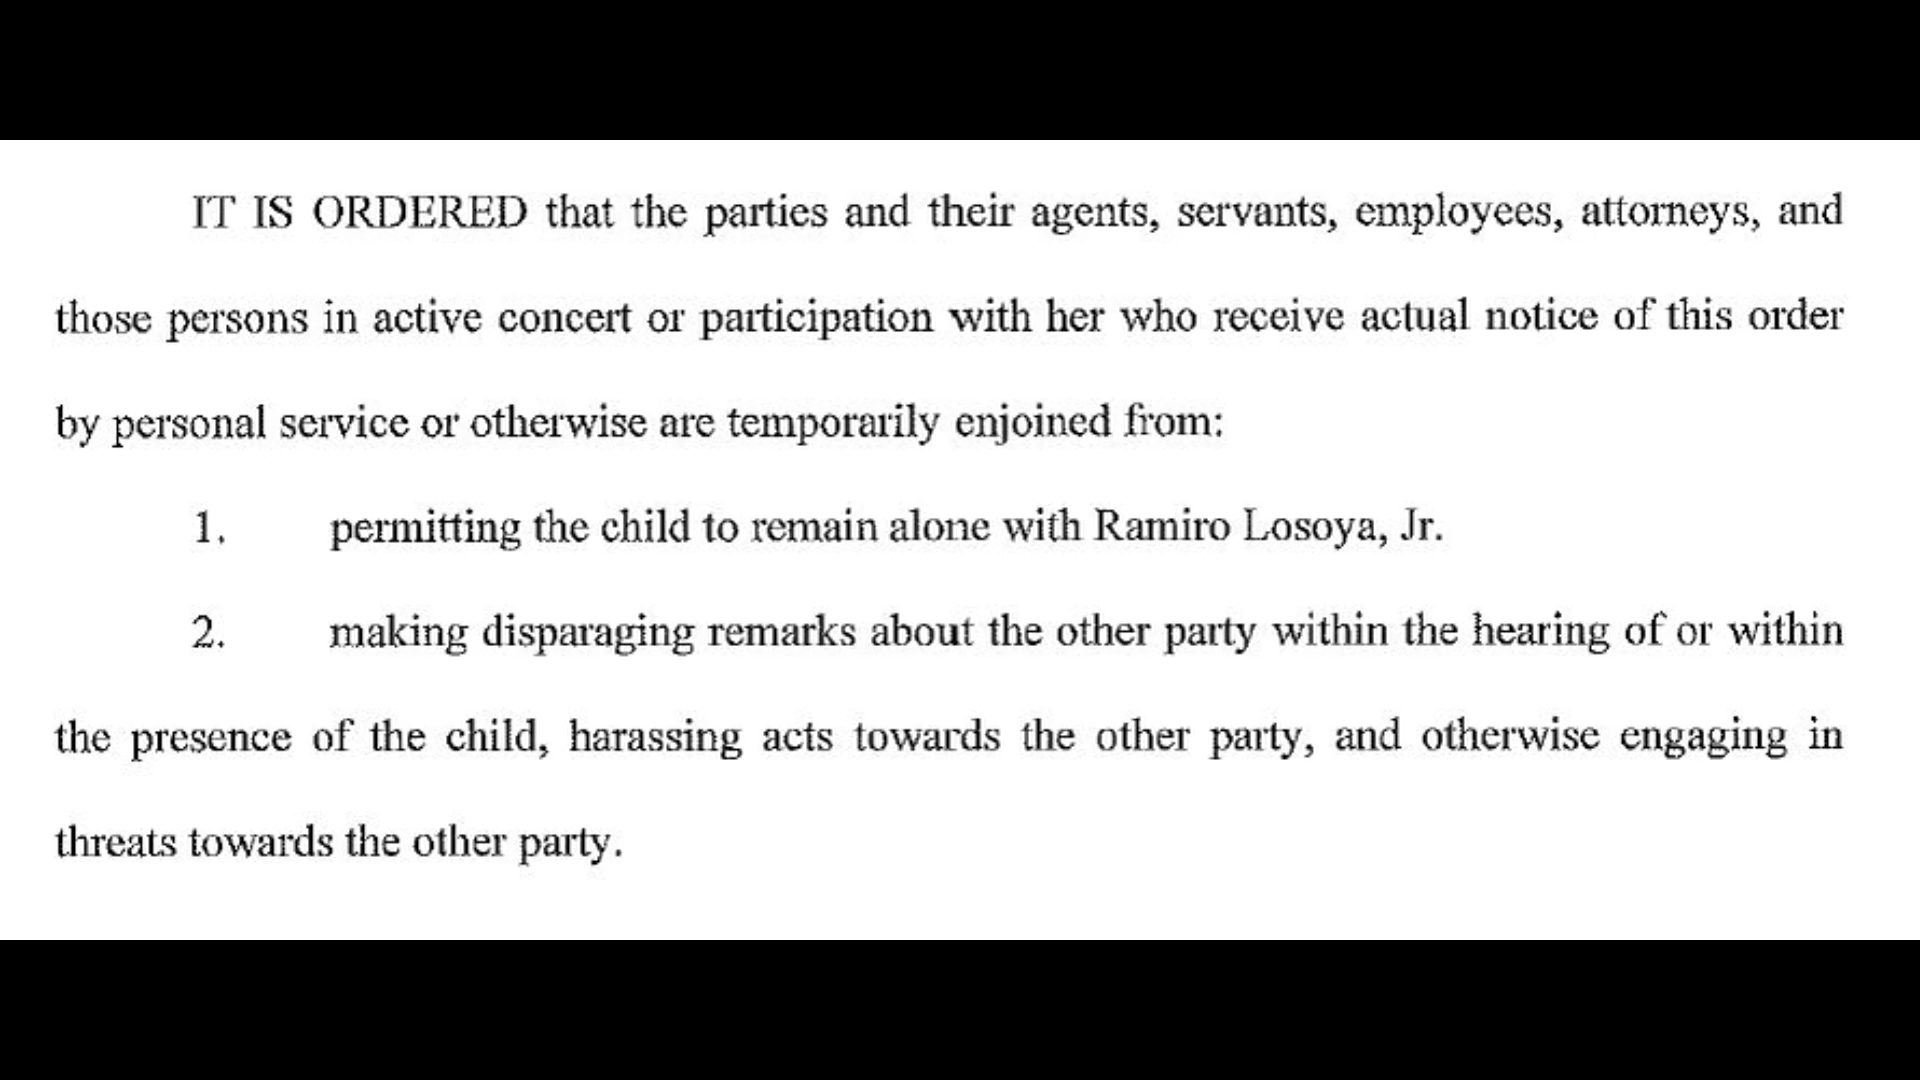 IT IS ORDERED that the parties and their agents, servants, employees, attorneys, and
those persons in active concert or participation with her who receive actual notice of this order
by personal service or otherwise are temporarily enjoined from:
1. permitting the child to remain alone with Ramiro Losoya, Jr.
2. making disparaging remarks about the other party within the hearing of or within
the presence of the child, harassing acts towards the other party, and otherwise engaging in
threats towards the other party.